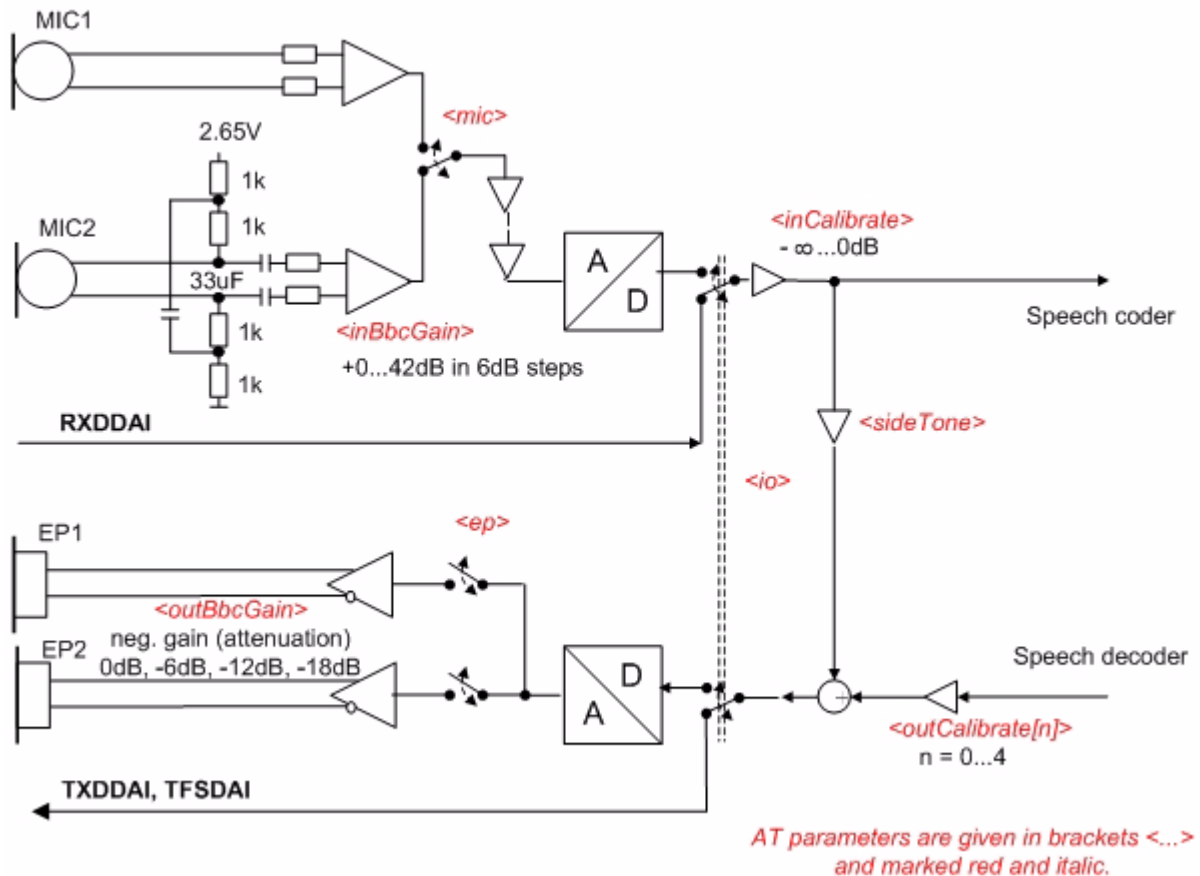 MIC1
<mic>
2.65V
1k
1k
MIC2
33uF
1k
1k
<inBbcGain>
+0...42dB in 6dB steps
A
D
<inCalibrate>
- ∞...0dB
Speech coder
RXDDAI
<sideTone>
<io>
EP1
<ep>
<outBbcGain>
neg. gain (attenuation)
0dB, -6dB, -12dB, -18dB
EP2
D
A
Speech decoder
<outCalibrate[n]>
n = 0...4
TXDDAI, TFSDAI
AT parameters are given in brackets <...>
and marked red and italic.